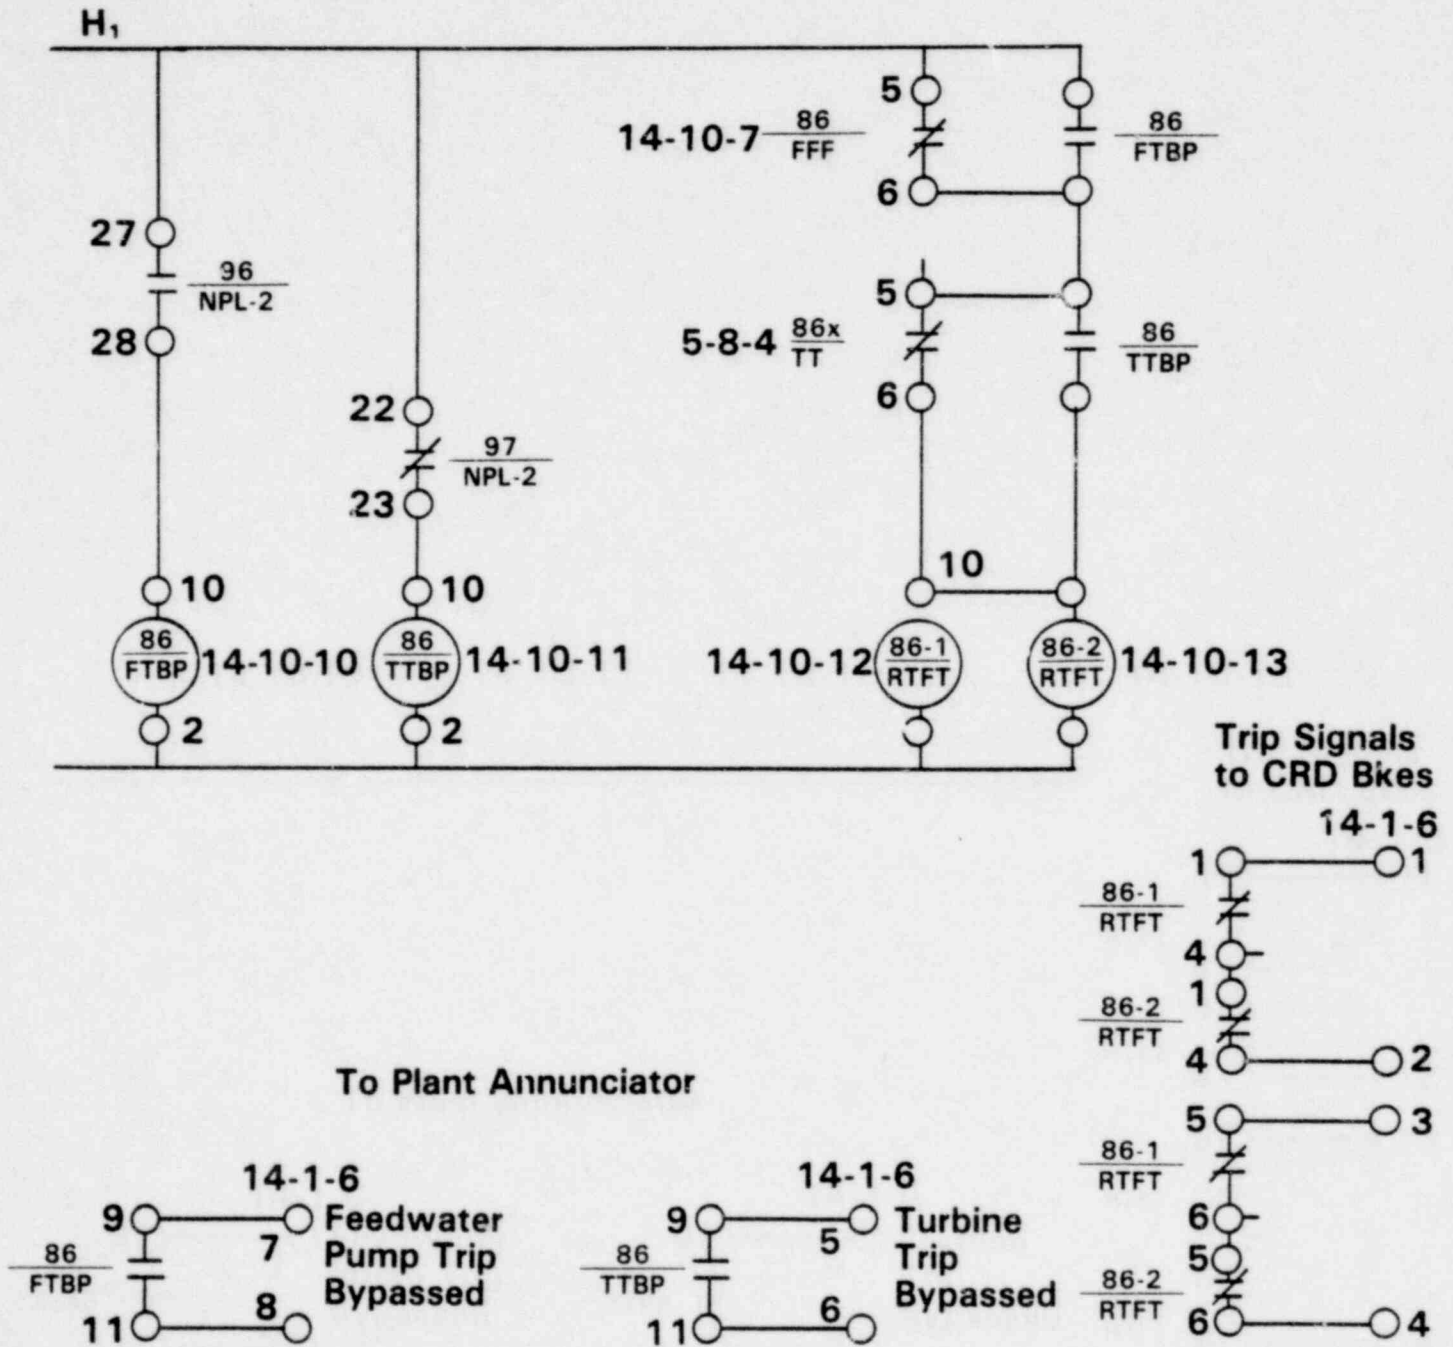 H₁
5
14-10-7 86
FFF
86
FTBP
6
27
96
NPL-2
28
5
5-8-4 86x
TT
86
TTBP
6
22
97
NPL-2
23
10
10
10
86
FTBP
14-10-10
86
TTBP
14-10-11
14-10-12
86-1
RTFT
86-2
RTFT
14-10-13
2
2
Trip Signals
to CRD Bkes
14-1-6
1
1
86-1
RTFT
4
1
86-2
RTFT
4
2
5
3
86-1
RTFT
6
5
86-2
RTFT
6
4
To Plant Annunciator
14-1-6
9
7
86
FTBP
11
8
Feedwater
Pump Trip
Bypassed
14-1-6
9
5
86
TTBP
11
6
Turbine
Trip
Bypassed